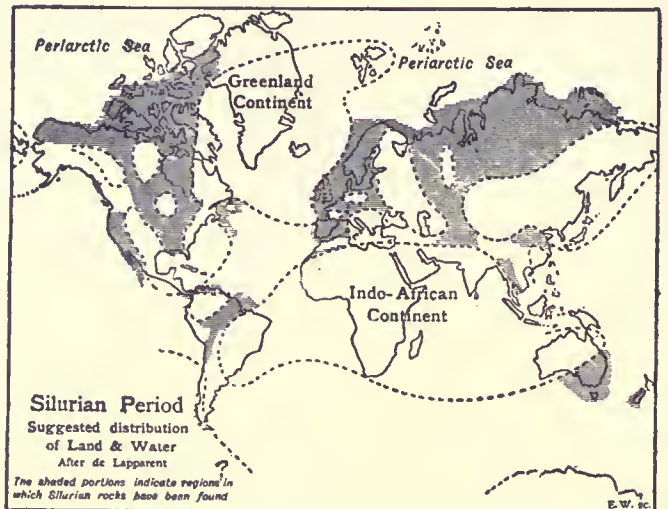 Periarctic Sea
Periarctic Sea
Greenland
Continent
Indo-African
Continent
Silurian Period
Suggested distribution
of Land & Water
After de Lapparent
?
The shaded portions indicate regions in
which Silurian rocks have been found
E.W. sc.